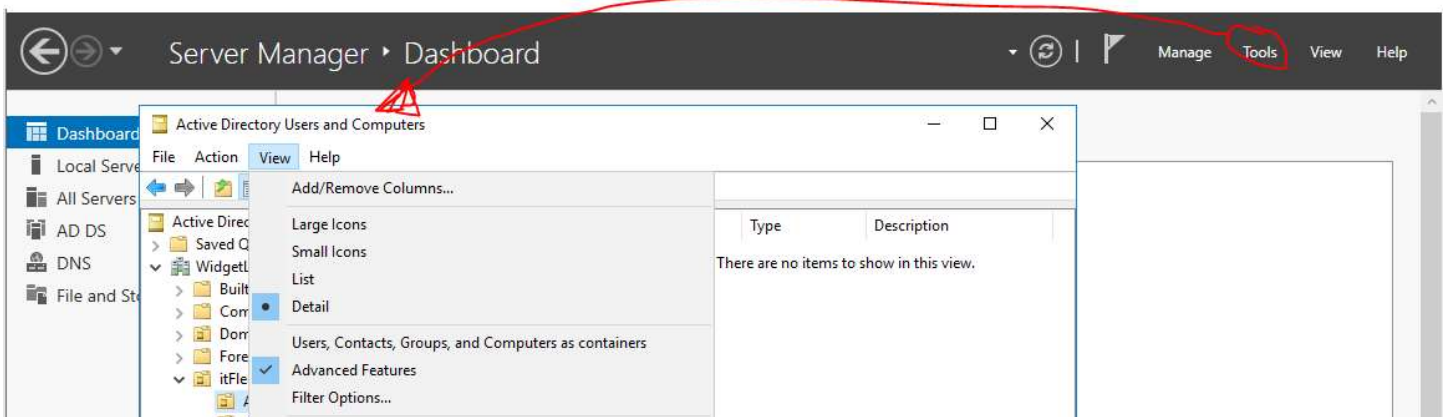 Server Manager ‣ Dashboard
Manage Tools View Help
Dashboard
Local Serve
All Servers
AD DS
DNS
File and Sto
Active Directory Users and Computers
File Action View Help
Active Direc
Saved Q
WidgetL
Built
Com
Dom
Fore
itFle
A
Add/Remove Columns...
Large Icons
Small Icons
List
Detail
Users, Contacts, Groups, and Computers as containers
Advanced Features
Filter Options...
Type Description
There are no items to show in this view.